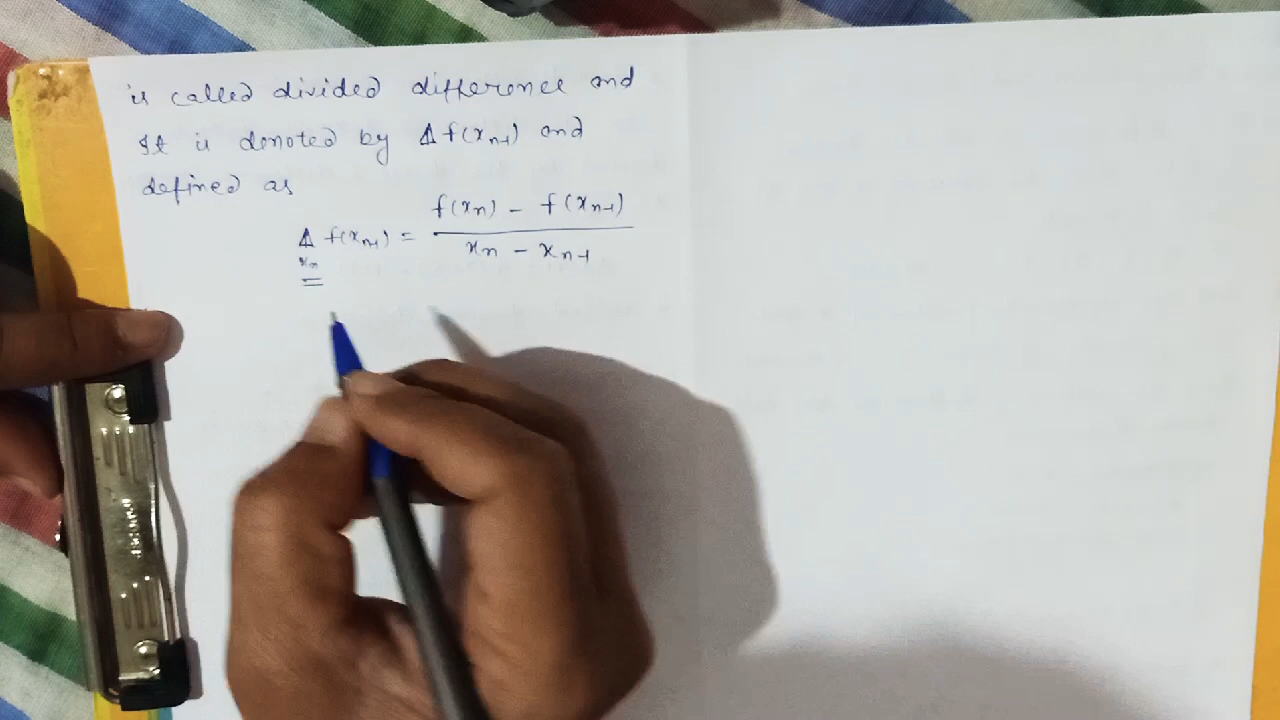 is called divided difference and
It is denoted by Δ f(xn-1) and
defined as
f(xn) - f(xn-1)
Δ f(xn-1) =
xn
xn - xn-1